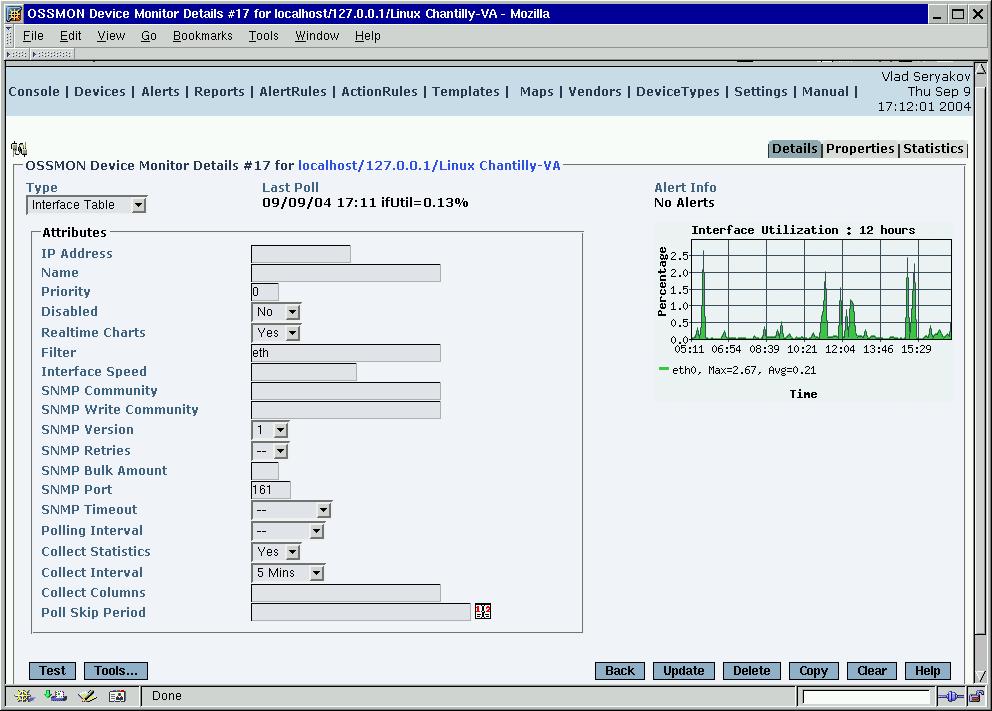 OSSMON Device Monitor Details #17 for localhost/127.0.0.1/Linux Chantilly-VA - Mozilla
File Edit View Go Bookmarks Tools Window Help
Console | Devices | Alerts | Reports | AlertRules | ActionRules | Templates | Maps | Vendors | DeviceTypes | Settings | Manual |
Vlad Seryakov
Thu Sep 9
17:12:01 2004
Details Properties Statistics
OSSMON Device Monitor Details #17 for localhost/127.0.0.1/Linux Chantilly-VA
Type
Interface Table
Last Poll
09/09/04 17:11 ifUtil=0.13%
Alert Info
No Alerts
Attributes
IP Address
Name
Priority 0
Disabled No
Realtime Charts Yes
Filter eth
Interface Speed
SNMP Community
SNMP Write Community
SNMP Version 1
SNMP Retries --
SNMP Bulk Amount
SNMP Port 161
SNMP Timeout --
Polling Interval --
Collect Statistics Yes
Collect Interval 5 Mins
Collect Columns
Poll Skip Period
Interface Utilization : 12 hours
Percentage
2.5
2.0
1.5
1.0
0.5
0.0
05:11 06:54 08:39 10:21 12:04 13:46 15:29
eth0, Max=2.67, Avg=0.21
Time
Test Tools... Back Update Delete Copy Clear Help
Done